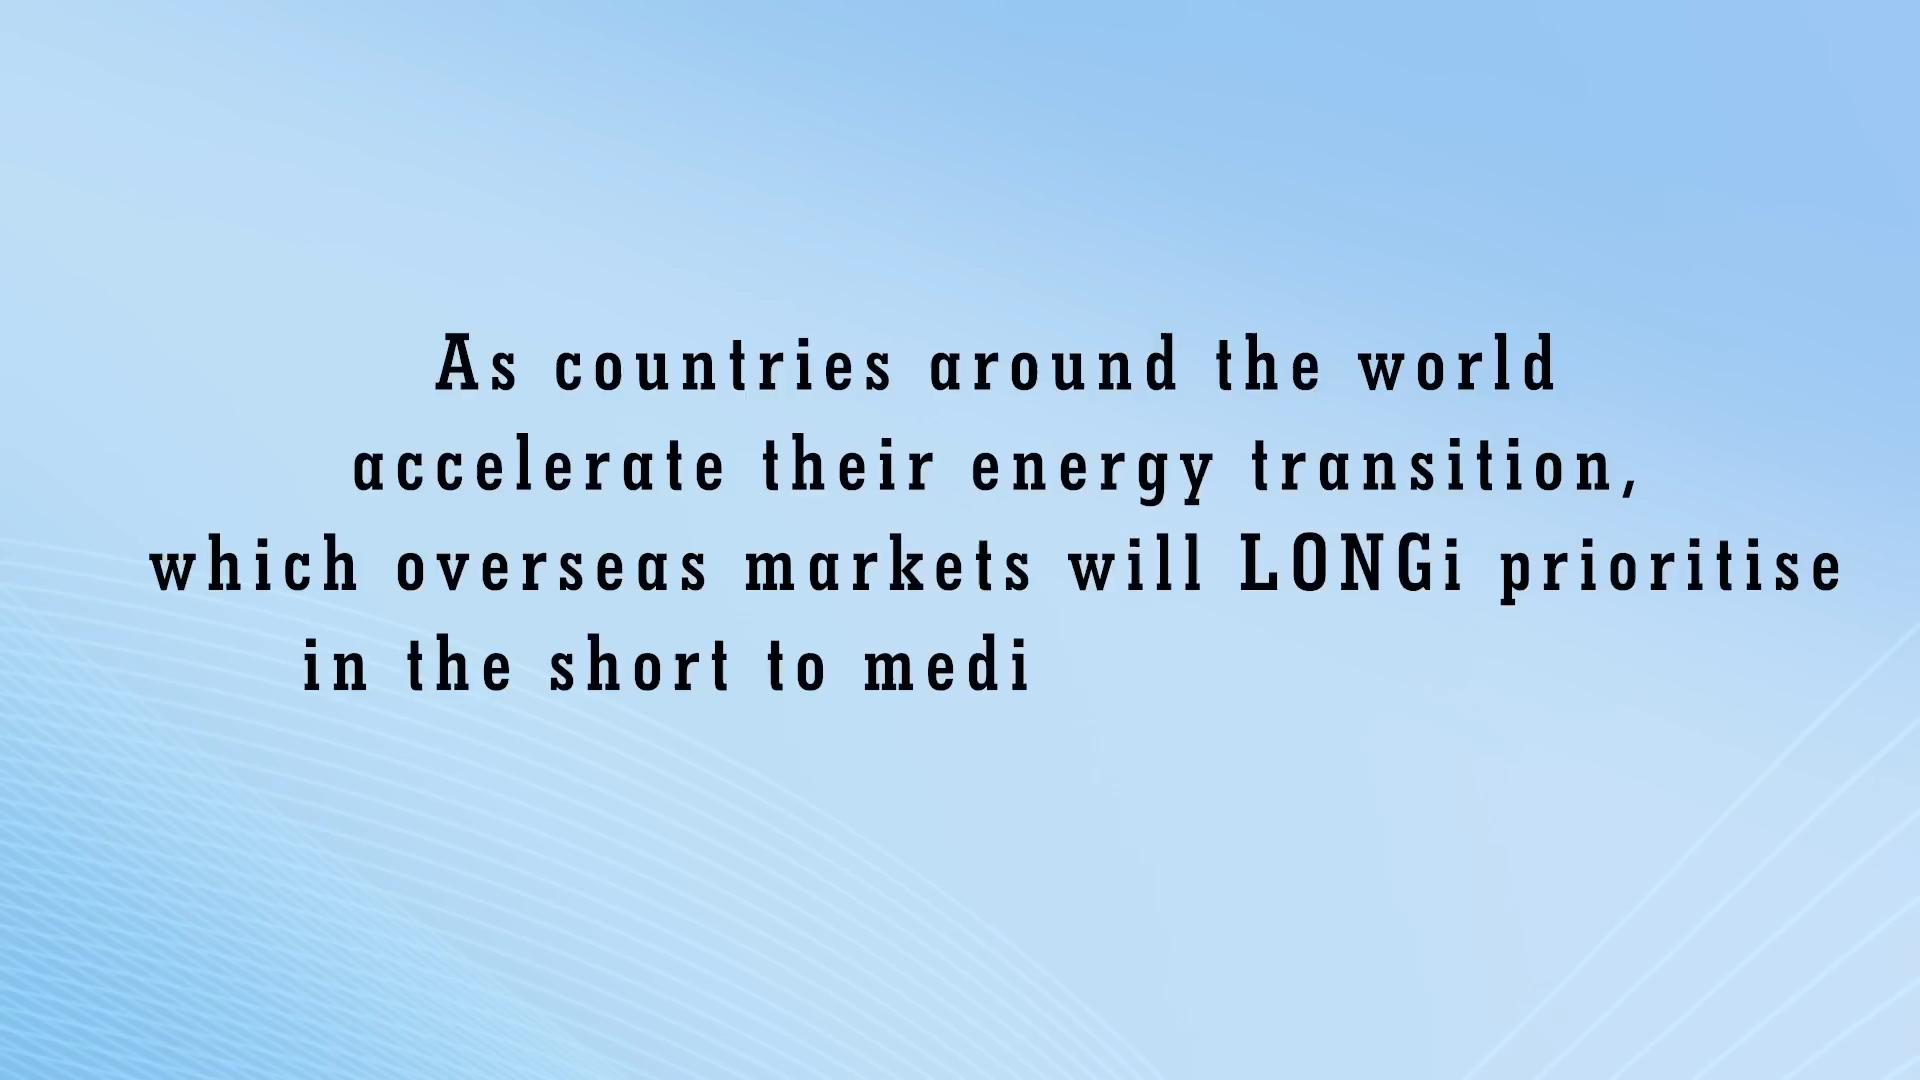 As countries around the world
accelerate their energy transition,
which overseas markets will LONGi prioritise
in the short to medi